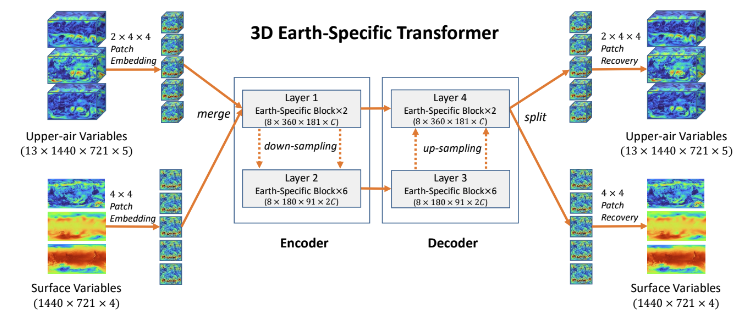 3D Earth-Specific Transformer
2 × 4 × 4
Patch
Embedding
Upper-air Variables
(13 × 1440 × 721 × 5)
4 × 4
Patch
Embedding
Surface Variables
(1440 × 721 × 4)
merge
Layer 1
Earth-Specific Block×2
(8 × 360 × 181 × C)
down-sampling
Layer 2
Earth-Specific Block×6
(8 × 180 × 91 × 2C)
Encoder
Layer 4
Earth-Specific Block×2
(8 × 360 × 181 × C)
up-sampling
Layer 3
Earth-Specific Block×6
(8 × 180 × 91 × 2C)
Decoder
split
2 × 4 × 4
Patch
Recovery
Upper-air Variables
(13 × 1440 × 721 × 5)
4 × 4
Patch
Recovery
Surface Variables
(1440 × 721 × 4)